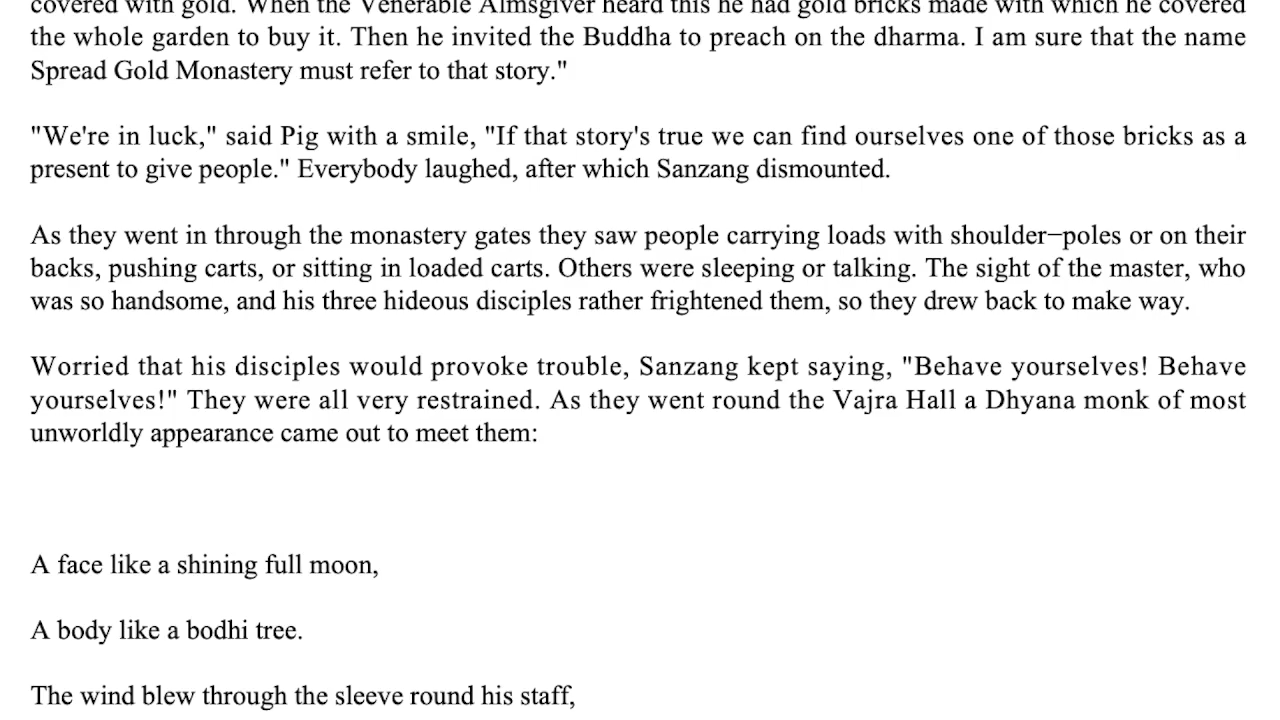 covered with gold. When the Venerable Almsgiver heard this he had gold bricks made with which he covered
the whole garden to buy it. Then he invited the Buddha to preach on the dharma. I am sure that the name
Spread Gold Monastery must refer to that story."
"We're in luck," said Pig with a smile, "If that story's true we can find ourselves one of those bricks as a
present to give people." Everybody laughed, after which Sanzang dismounted.
As they went in through the monastery gates they saw people carrying loads with shoulder−poles or on their
backs, pushing carts, or sitting in loaded carts. Others were sleeping or talking. The sight of the master, who
was so handsome, and his three hideous disciples rather frightened them, so they drew back to make way.
Worried that his disciples would provoke trouble, Sanzang kept saying, "Behave yourselves! Behave
yourselves!" They were all very restrained. As they went round the Vajra Hall a Dhyana monk of most
unworldly appearance came out to meet them:
A face like a shining full moon,
A body like a bodhi tree.
The wind blew through the sleeve round his staff,